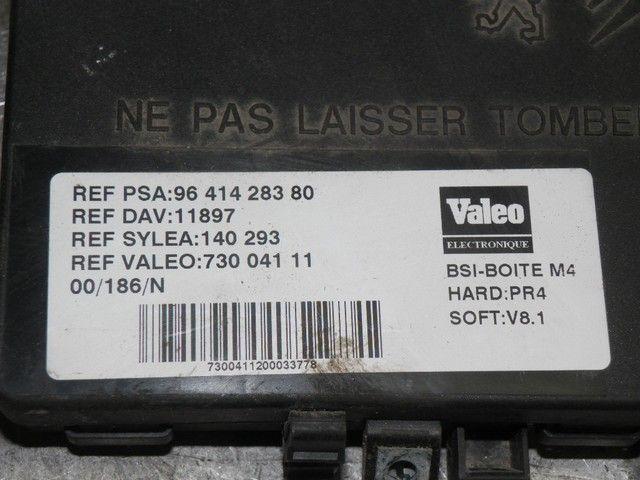 NE PAS LAISSER TOMBE
REF PSA:96 414 283 80
REF DAV:11897
REF SYLEA:140 293
REF VALEO:730 041 11
00/186/N
7300411200033778
Valeo
ELECTRONIQUE
BSI-BOITE M4
HARD:PR4
SOFT:V8.1